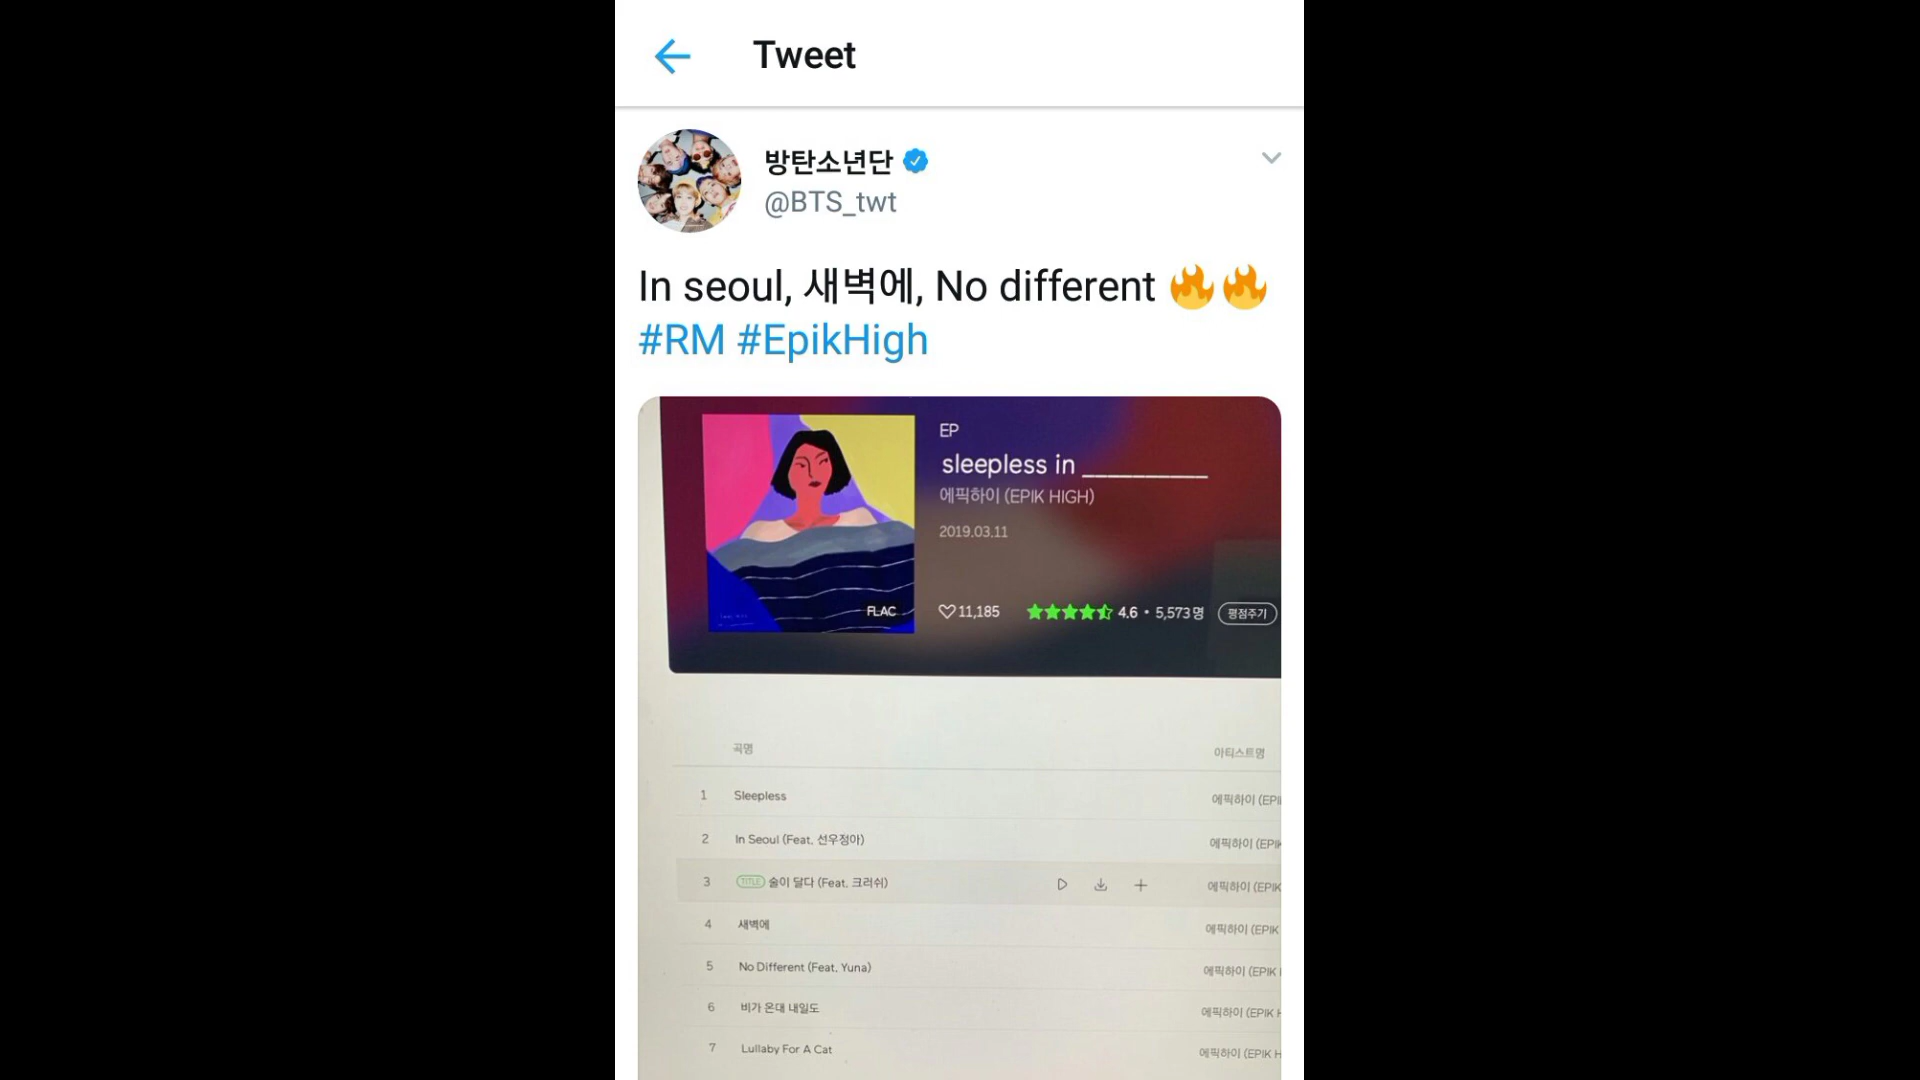 Tweet
방탄소년단
@BTS_twt
In seoul, 새벽에, No different 🔥🔥
#RM #EpikHigh
EP
sleepless in __________
에픽하이 (EPIK HIGH)
2019.03.11
FLAC
11,185
4.6 • 5,573명
평점주기
곡명 아티스트명
1 Sleepless 에픽하이 (EPI
2 In Seoul (Feat. 선우정아) 에픽하이 (EPIK
3 TITLE 술이 달다 (Feat. 크러쉬) 에픽하이 (EPIK
4 새벽에 에픽하이 (EPIK
5 No Different (Feat. Yuna) 에픽하이 (EPIK
6 비가 온대 내일도 에픽하이 (EPIK H
7 Lullaby For A Cat 에픽하이 (EPIK H